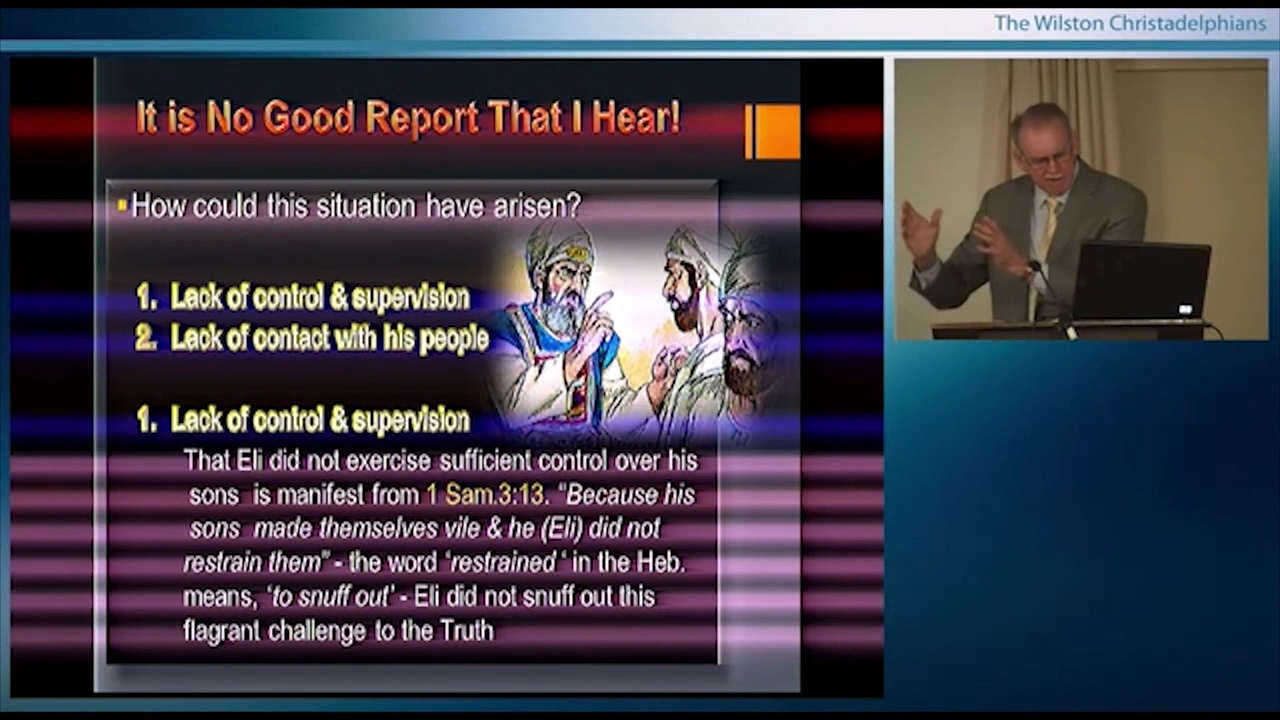 The Wilston Christadelphians
It is No Good Report That I Hear!
How could this situation have arisen?
1. Lack of control & supervision
2. Lack of contact with his people
1. Lack of control & supervision
That Eli did not exercise sufficient control over his
sons is manifest from 1 Sam.3:13. “Because his
sons made themselves vile & he (Eli) did not
restrain them” - the word ‘restrained ‘ in the Heb.
means, ‘to snuff out’ - Eli did not snuff out this
flagrant challenge to the Truth